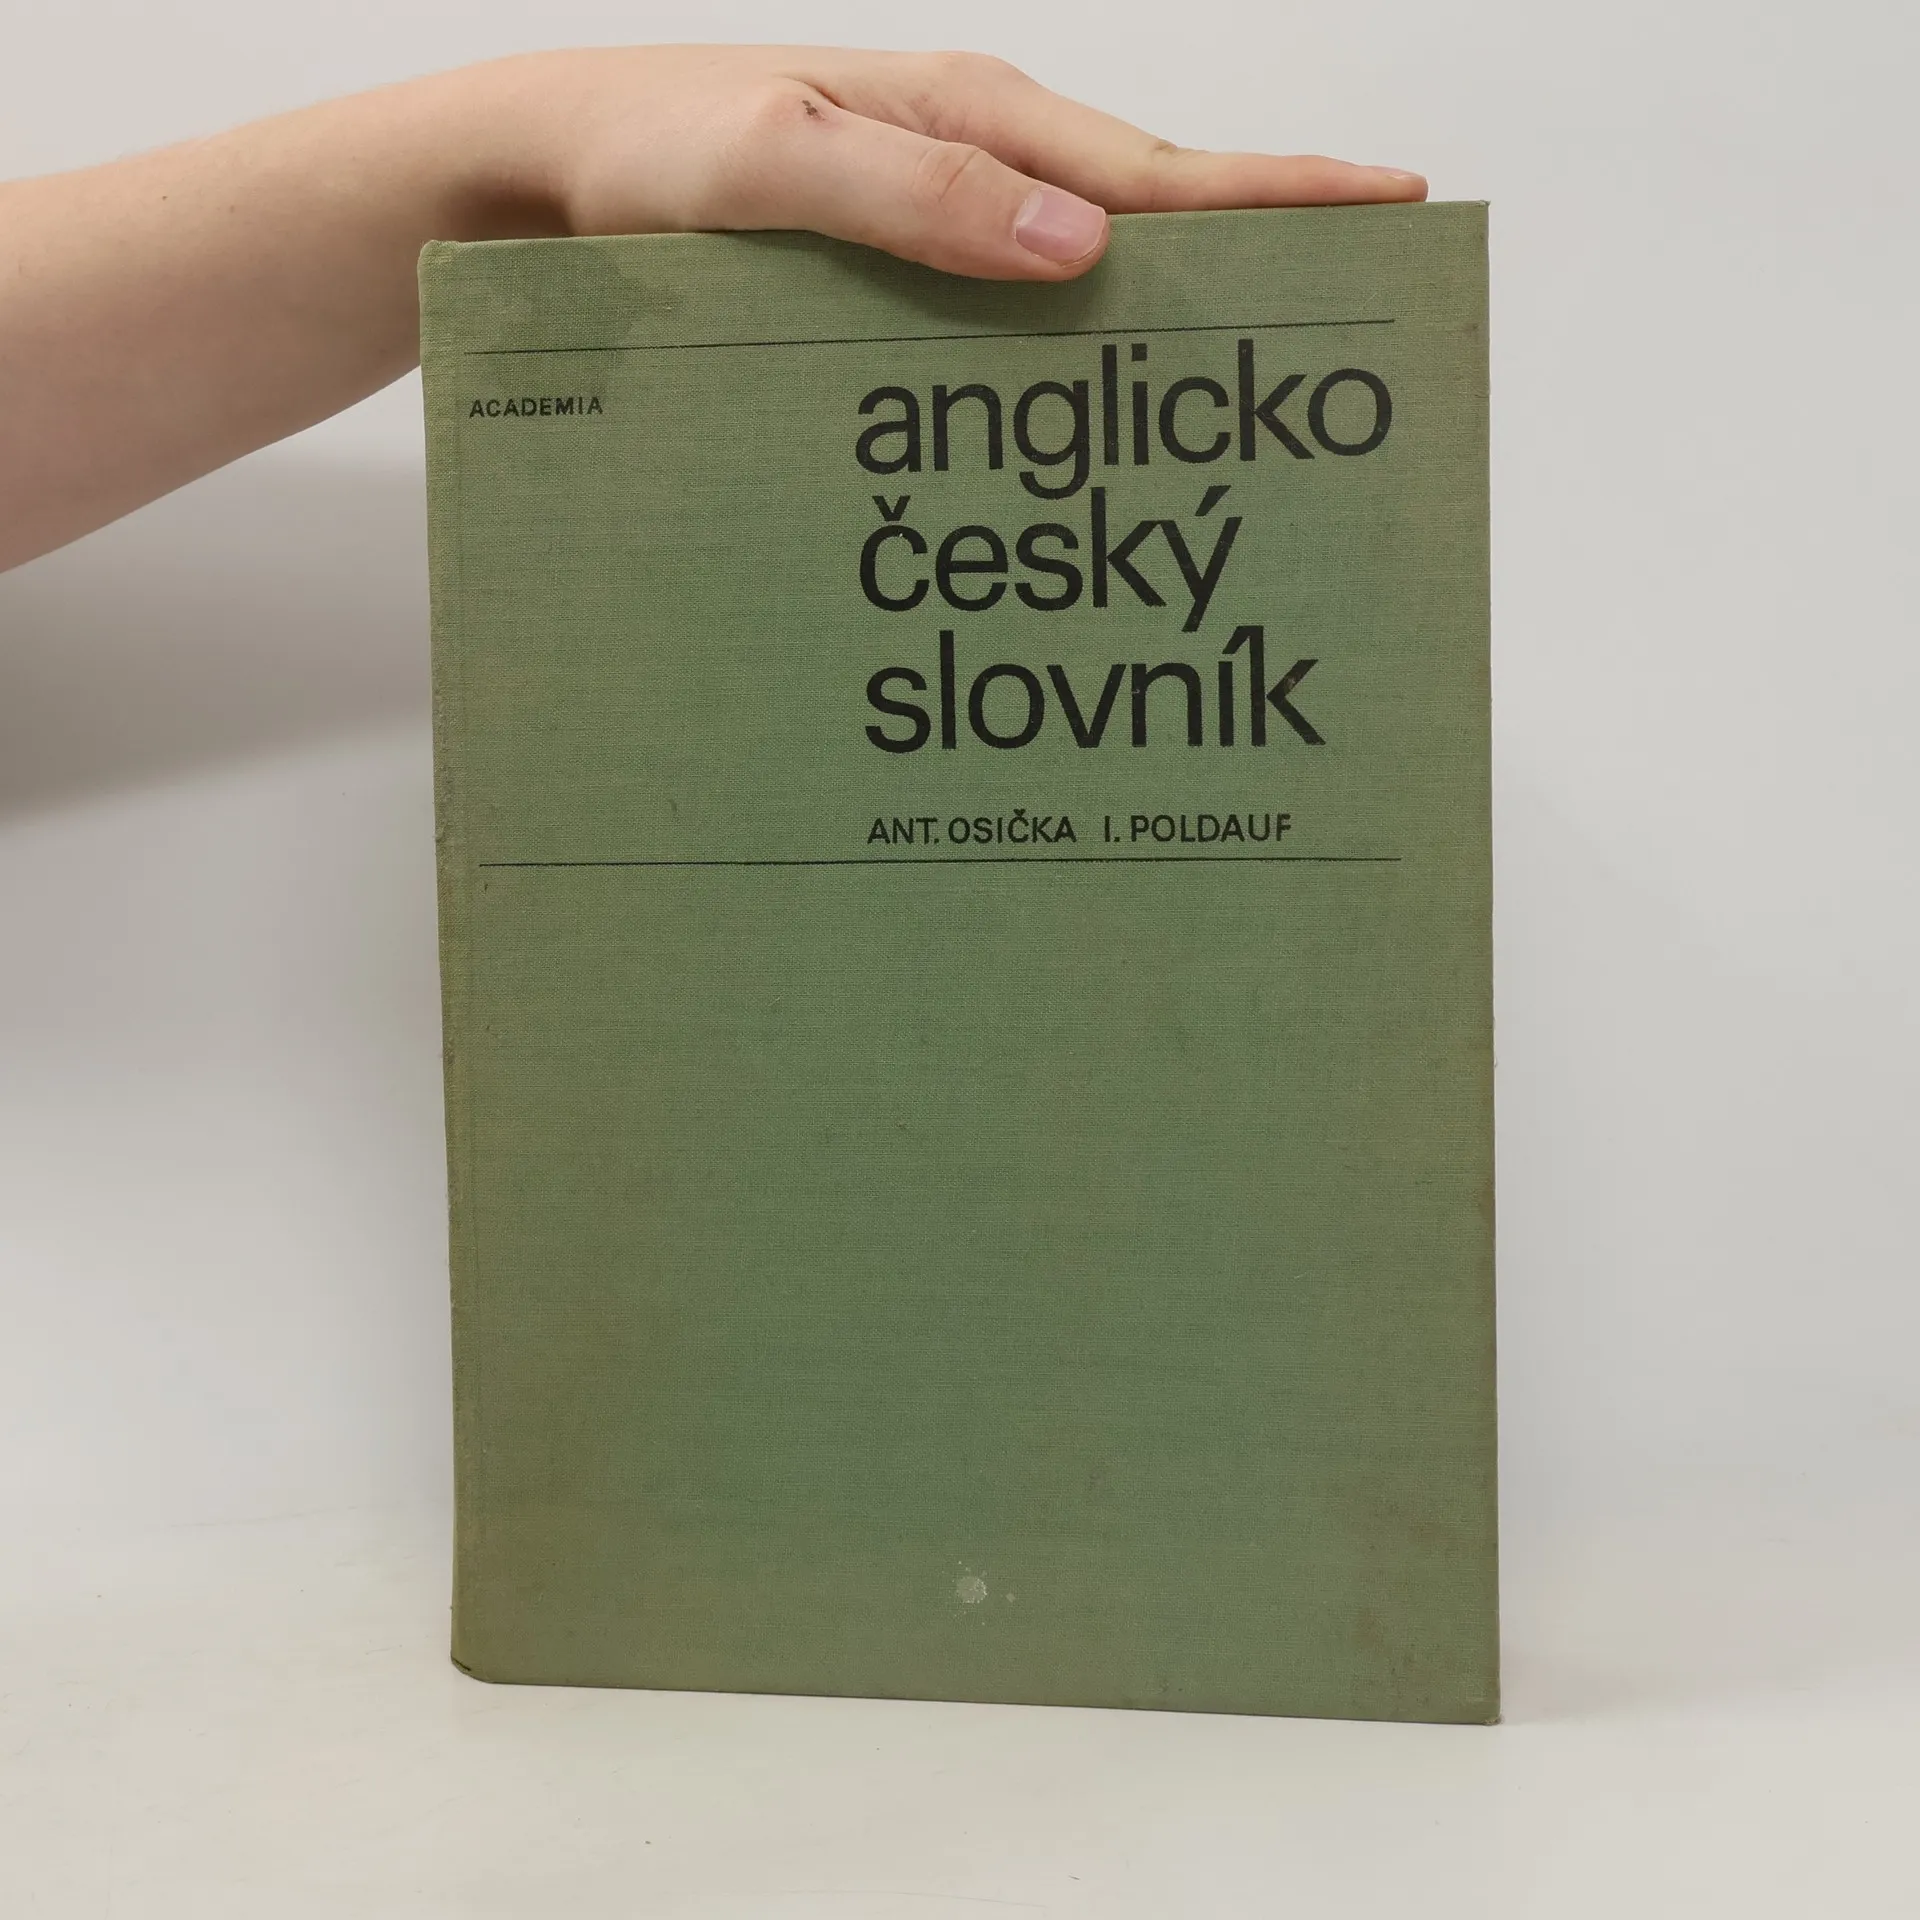 ACADEMIA
anglicko
český
slovník
ANT. OSIČKA I. POLDAUF